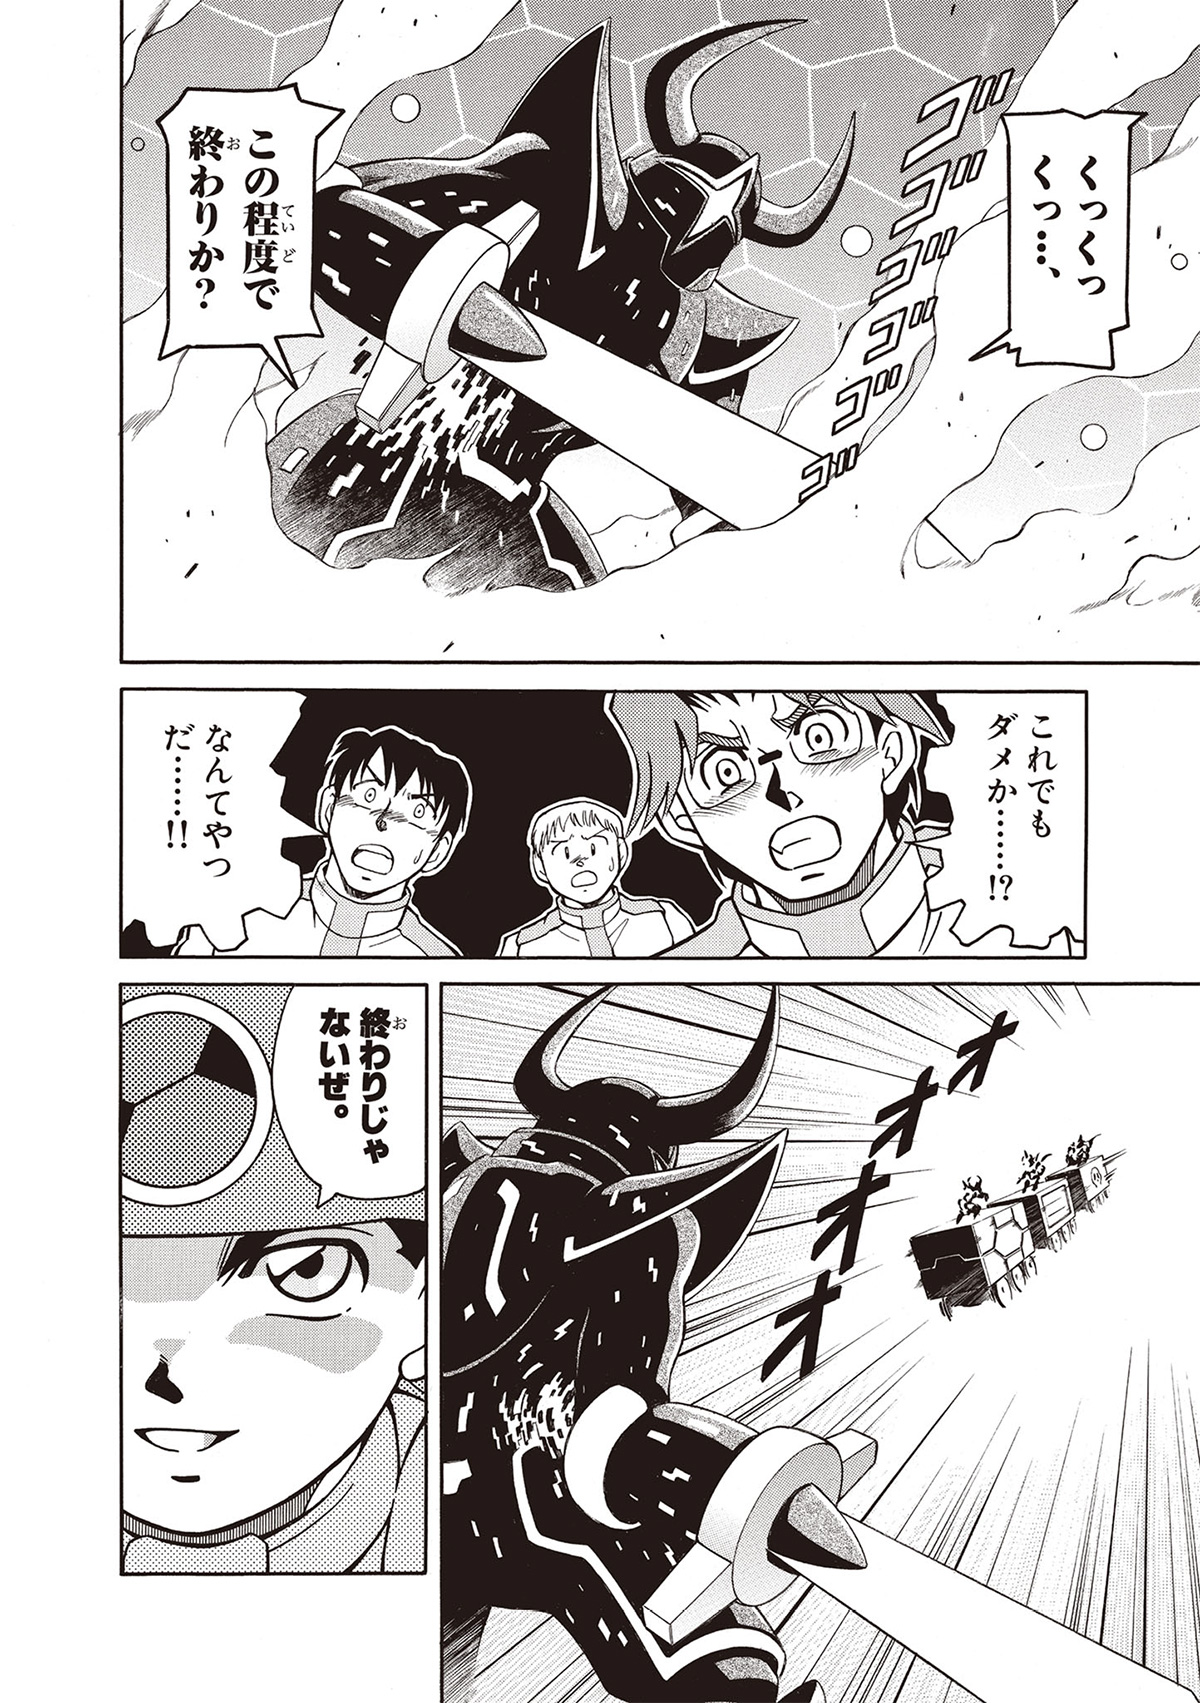 くっくっ
くっ…、
ゴゴゴゴゴゴゴ
この程度で
終わりか？
これでも
ダメか……!?
なんてやつ
だ……!!
オオオオオ
終わりじゃ
ないぜ。